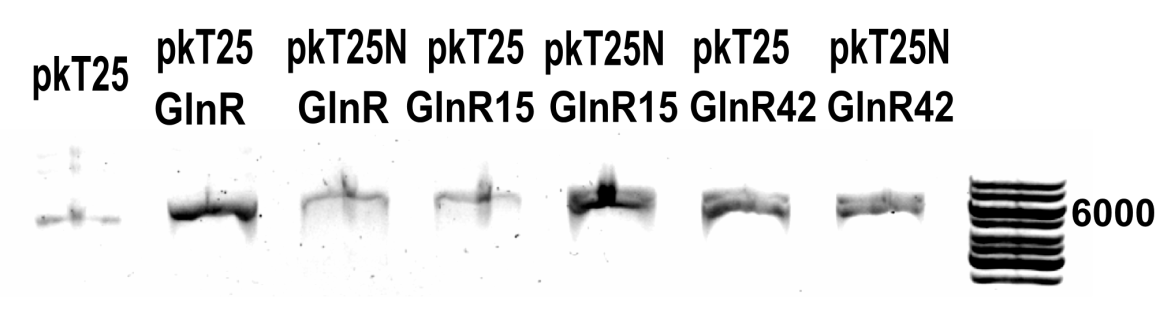 pkT25
pkT25 GlnR
pkT25N GlnR
pkT25 GlnR15
pkT25N GlnR15
pkT25 GlnR42
pkT25N GlnR42
6000